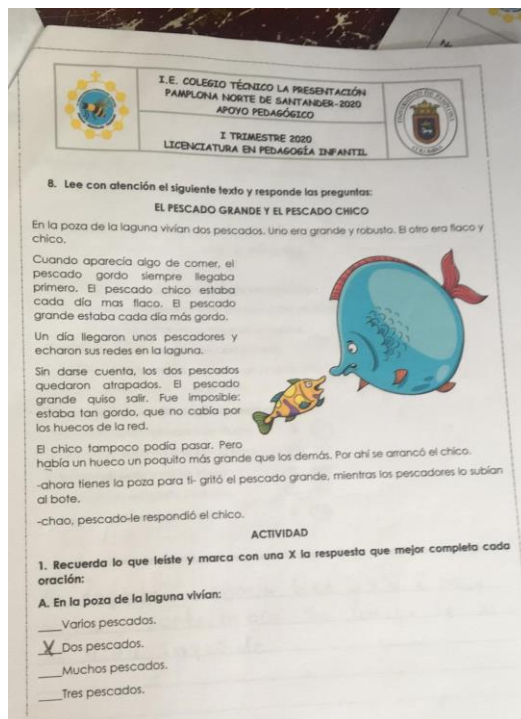 I.E. COLEGIO TÉCNICO LA PRESENTACIÓN
PAMPLONA NORTE DE SANTANDER-2020
APOYO PEDAGÓGICO
I TRIMESTRE 2020
LICENCIATURA EN PEDAGOGÍA INFANTIL
8. Lee con atención el siguiente texto y responde las preguntas:
EL PESCADO GRANDE Y EL PESCADO CHICO
En la poza de la laguna vivían dos pescados. Uno era grande y robusto. El otro era flaco y
chico.
Cuando aparecía algo de comer, el
pescado gordo siempre llegaba
primero. El pescado chico estaba
cada día mas flaco. El pescado
grande estaba cada día más gordo.
Un día llegaron unos pescadores y
echaron sus redes en la laguna.
Sin darse cuenta, los dos pescados
quedaron atrapados. El pescado
grande quiso salir. Fue imposible:
estaba tan gordo, que no cabía por
los huecos de la red.
El chico tampoco podía pasar. Pero
había un hueco un poquito más grande que los demás. Por ahí se arrancó el chico.
-ahora tienes la poza para ti- gritó el pescado grande, mientras los pescadores lo subían
al bote.
-chao, pescado-le respondió el chico.
ACTIVIDAD
1. Recuerda lo que leíste y marca con una X la respuesta que mejor completa cada
oración:
A. En la poza de la laguna vivían:
___Varios pescados.
_X_Dos pescados.
___Muchos pescados.
___Tres pescados.